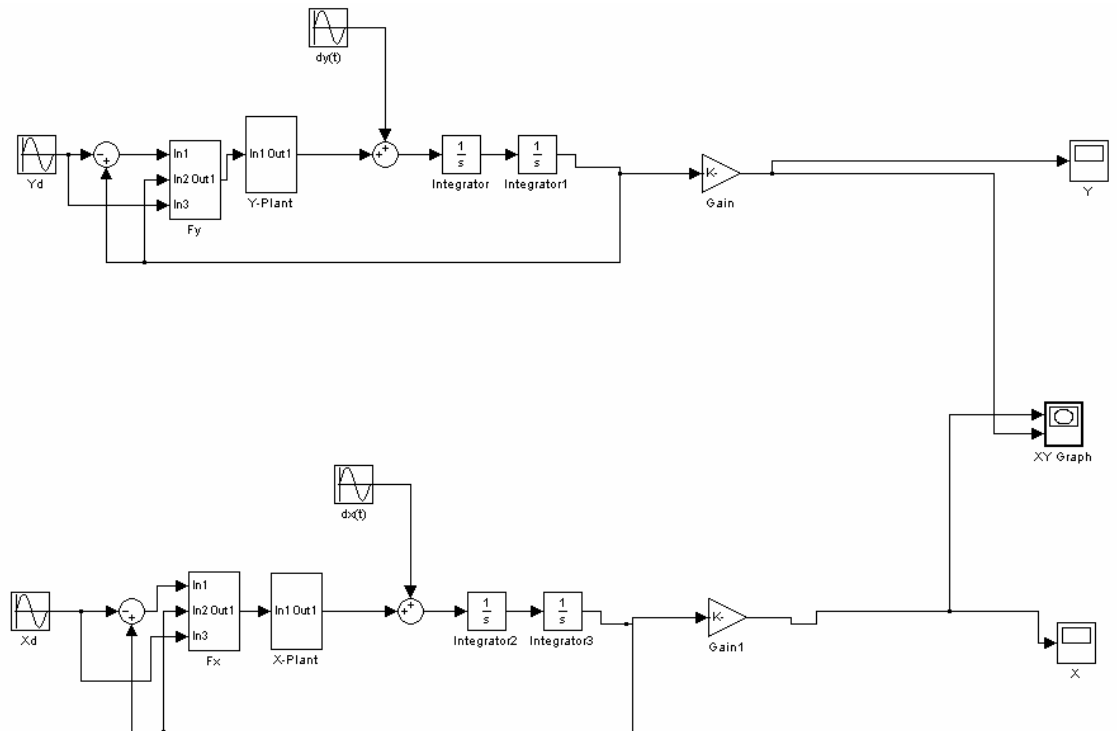 dy(t)
Yd
In1
In2 Out1
In3
Fy
In1 Out1
Y-Plant
1
s
Integrator
1
s
Integrator1
K-
Gain
Y
XY Graph
dx(t)
Xd
In1
In2 Out1
In3
Fx
In1 Out1
X-Plant
1
s
Integrator2
1
s
Integrator3
K-
Gain1
X